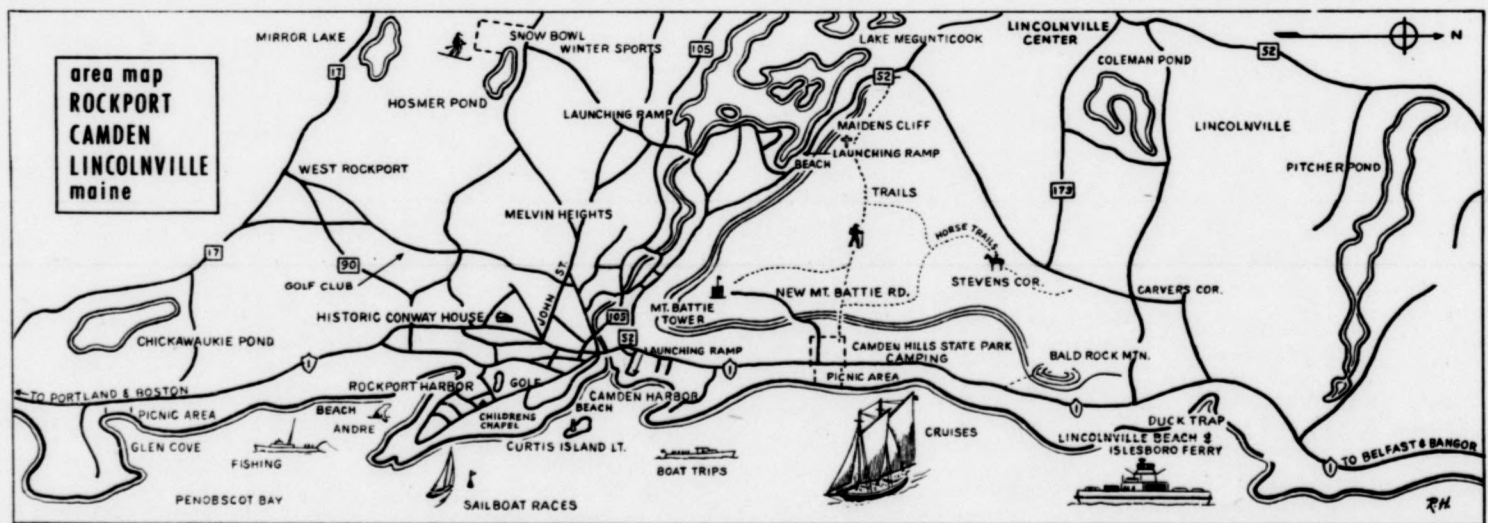 area map
ROCKPORT
CAMDEN
LINCOLNVILLE
maine
MIRROR LAKE
17
SNOW BOWL
WINTER SPORTS
105
LAKE MEGUNTICOOK
LINCOLNVILLE
CENTER
52
N
52
COLEMAN POND
HOSMER POND
LAUNCHING RAMP
MAIDENS CLIFF
LAUNCHING RAMP
BEACH
LINCOLNVILLE
PITCHER POND
WEST ROCKPORT
TRAILS
173
MELVIN HEIGHTS
HORSE TRAILS
17
90
GOLF CLUB
JOHN ST.
STEVENS COR.
NEW MT. BATTIE RD.
CARVERS COR.
MT. BATTIE
TOWER
HISTORIC CONWAY HOUSE
105
52
CHICKAWAUKIE POND
LAUNCHING RAMP
CAMDEN HILLS STATE PARK
CAMPING
BALD ROCK MTN.
1
1
PICNIC AREA
ROCKPORT HARBOR
GOLF
CAMDEN HARBOR
TO PORTLAND & BOSTON
PICNIC AREA
BEACH
ANDRE
CHILDRENS
CHAPEL
BEACH
1
DUCK TRAP
GLEN COVE
CURTIS ISLAND LT.
CRUISES
LINCOLNVILLE BEACH &
ISLESBORO FERRY
FISHING
BOAT TRIPS
1
TO BELFAST & BANGOR
PENOBSCOT BAY
SAILBOAT RACES
R.H.